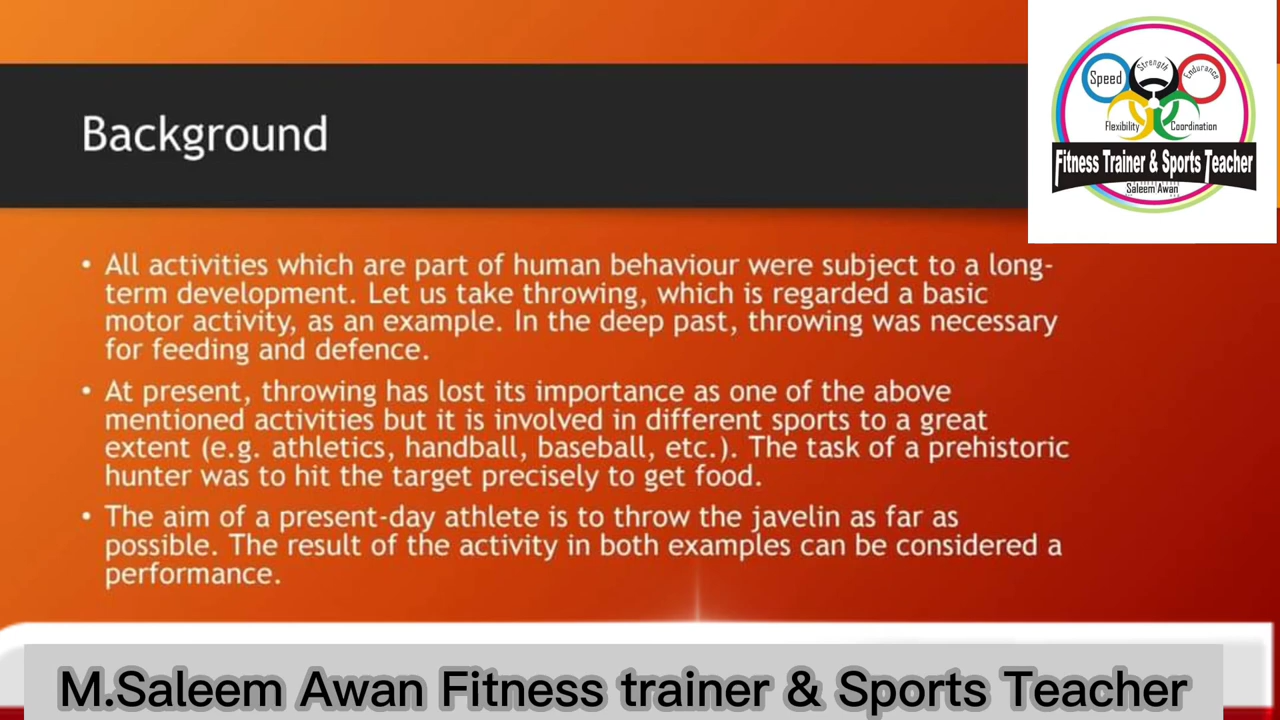 Background
Speed
Strength
Endurance
Flexibility
Coordination
Fitness Trainer & Sports Teacher
Saleem Awan
• All activities which are part of human behaviour were subject to a long-
term development. Let us take throwing, which is regarded a basic
motor activity, as an example. In the deep past, throwing was necessary
for feeding and defence.
• At present, throwing has lost its importance as one of the above
mentioned activities but it is involved in different sports to a great
extent (e.g. athletics, handball, baseball, etc.). The task of a prehistoric
hunter was to hit the target precisely to get food.
• The aim of a present-day athlete is to throw the javelin as far as
possible. The result of the activity in both examples can be considered a
performance.
M.Saleem Awan Fitness trainer & Sports Teacher